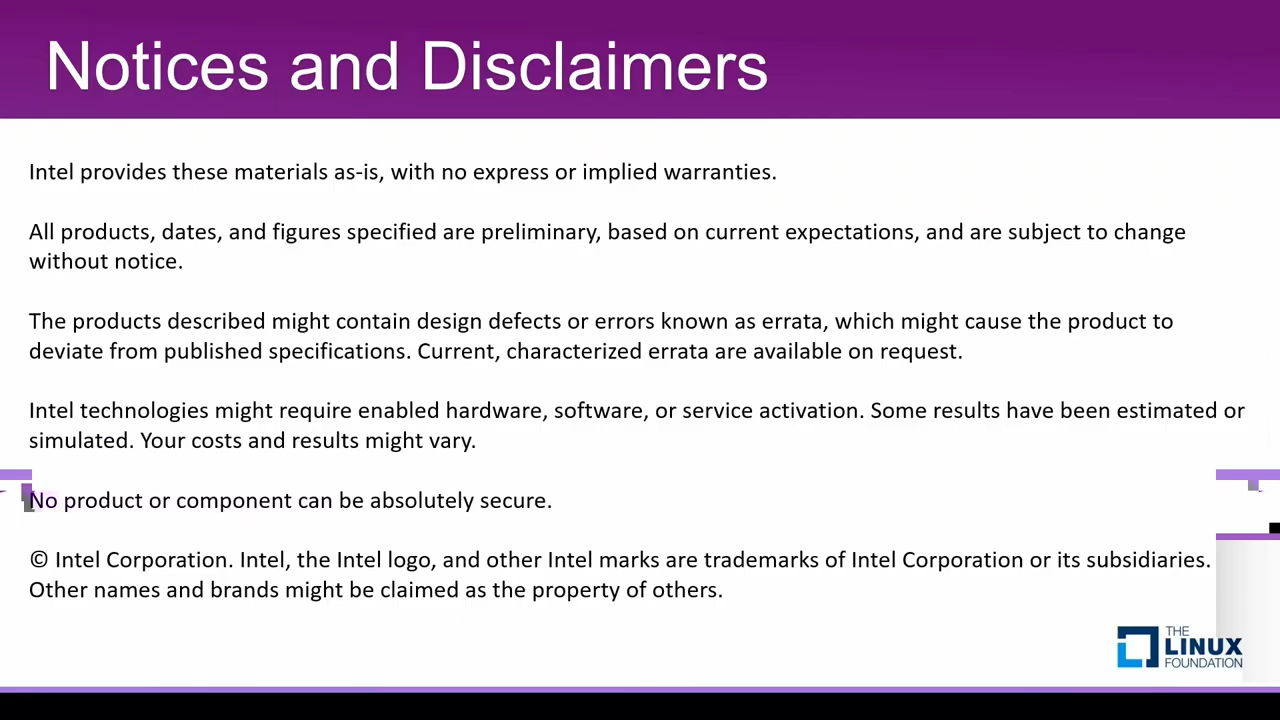 Notices and Disclaimers
Intel provides these materials as-is, with no express or implied warranties.
All products, dates, and figures specified are preliminary, based on current expectations, and are subject to change
without notice.
The products described might contain design defects or errors known as errata, which might cause the product to
deviate from published specifications. Current, characterized errata are available on request.
Intel technologies might require enabled hardware, software, or service activation. Some results have been estimated or
simulated. Your costs and results might vary.
No product or component can be absolutely secure.
© Intel Corporation. Intel, the Intel logo, and other Intel marks are trademarks of Intel Corporation or its subsidiaries.
Other names and brands might be claimed as the property of others.
THE
LINUX
FOUNDATION